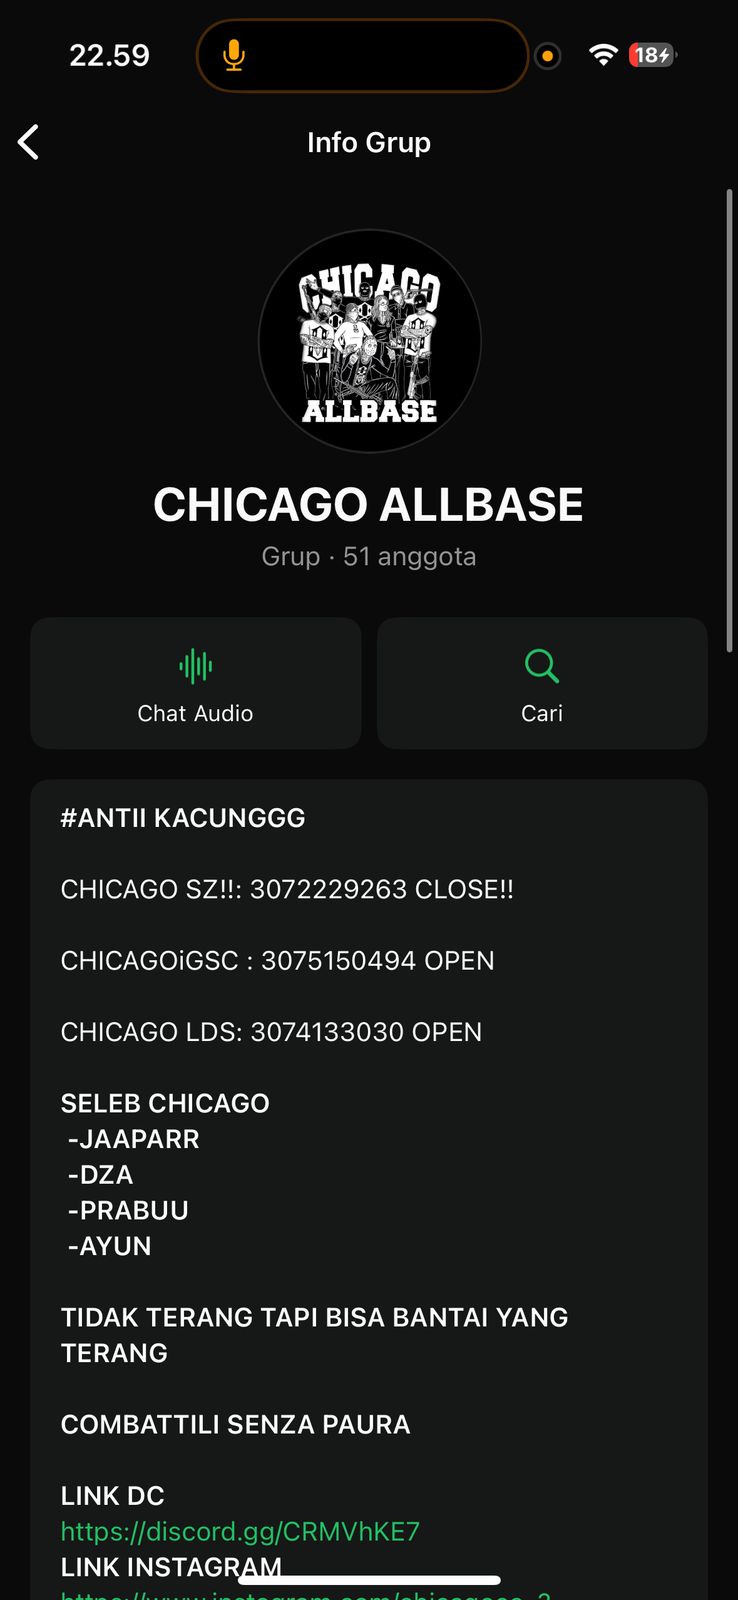 22.59
18
Info Grup
CHICAGO
ALLBASE
CHICAGO ALLBASE
Grup · 51 anggota
Chat Audio
Cari
#ANTII KACUNGGG
CHICAGO SZ!!: 3072229263 CLOSE!!
CHICAGOiGSC : 3075150494 OPEN
CHICAGO LDS: 3074133030 OPEN
SELEB CHICAGO
-JAAPARR
-DZA
-PRABUU
-AYUN
TIDAK TERANG TAPI BISA BANTAI YANG
TERANG
COMBATTILI SENZA PAURA
LINK DC
https://discord.gg/CRMVhKE7
LINK INSTAGRAM